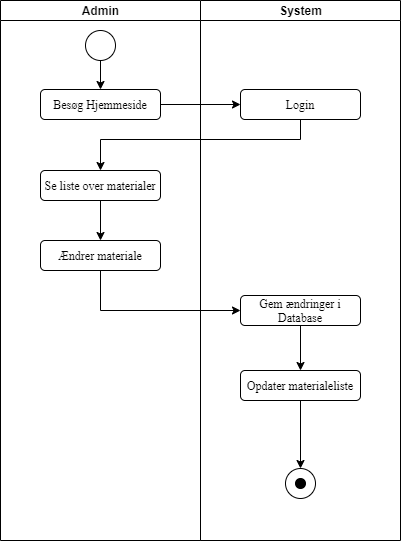 Admin
System
Besøg Hjemmeside
Login
Se liste over materialer
Ændrer materiale
Gem ændringer i
Database
Opdater materialeliste